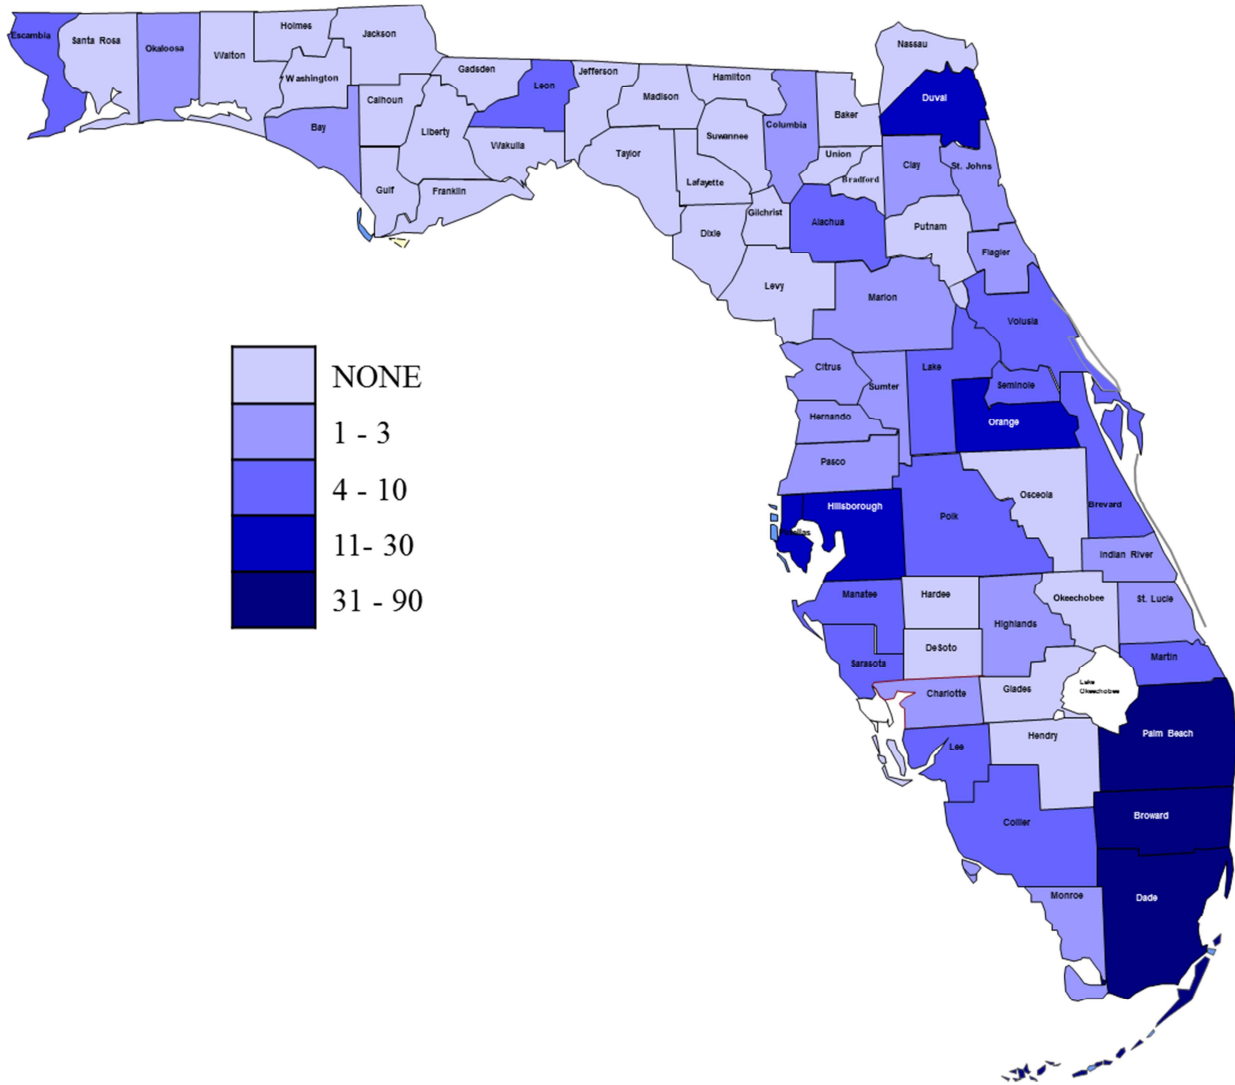 Escambia
Santa Rosa
Okaloosa
Walton
Holmes
Washington
Jackson
Bay
Calhoun
Gulf
Liberty
Franklin
Gadsden
Leon
Wakulla
Jefferson
Madison
Taylor
Hamilton
Suwannee
Lafayette
Dixie
Columbia
Gilchrist
Levy
Baker
Union
Bradford
Alachua
Nassau
Duval
Clay
St. Johns
Putnam
Flagler
Marion
Volusia
Citrus
Sumter
Lake
Seminole
Orange
Hernando
Pasco
Hillsborough
Polk
Osceola
Brevard
Indian River
Manatee
Hardee
Highlands
Okeechobee
St. Lucie
Sarasota
DeSoto
Martin
Charlotte
Glades
Lake
Okeechobee
Lee
Hendry
Palm Beach
Collier
Broward
Monroe
Dade
NONE
1 - 3
4 - 10
11- 30
31 - 90